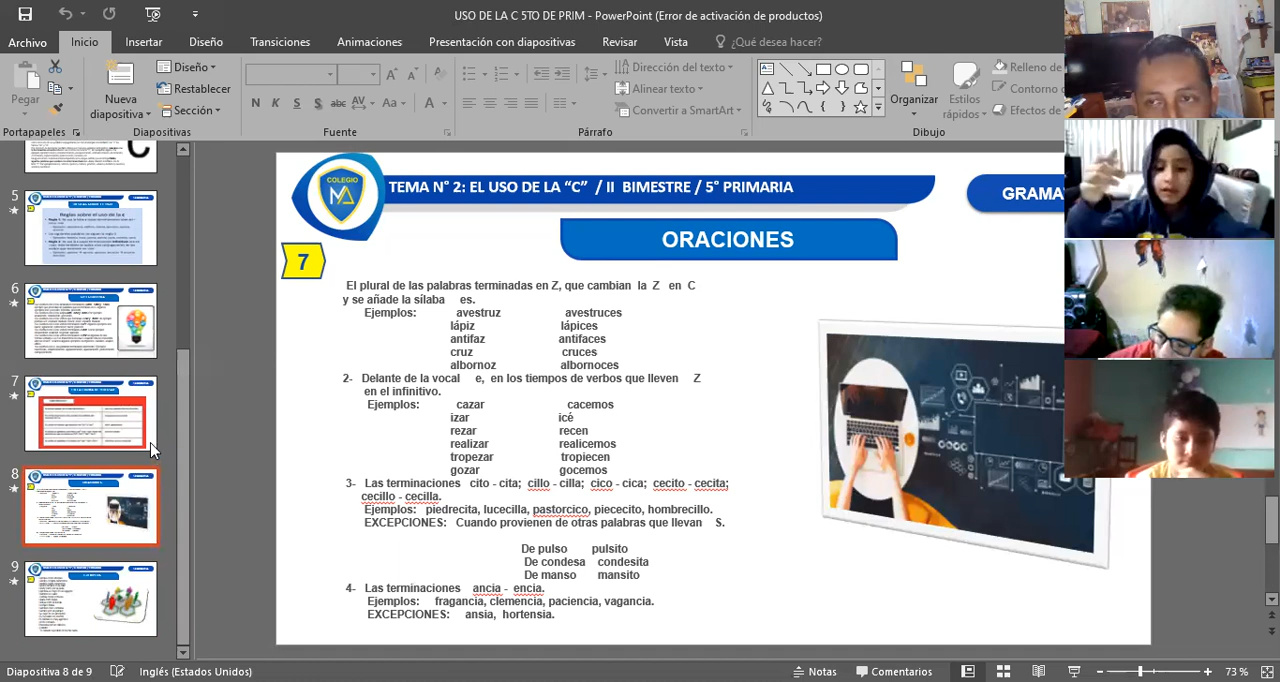 USO DE LA C 5TO DE PRIM - PowerPoint (Error de activación de productos)
Archivo Inicio Insertar Diseño Transiciones Animaciones Presentación con diapositivas Revisar Vista ¿Qué desea hacer?
Pegar
Nueva diapositiva
Diseño
Restablecer
Sección
N K S S abc AV Aa A
Dirección del texto
Alinear texto
Convertir a SmartArt
Organizar
Estilos rápidos
Relleno de
Contorno
Efectos de
Portapapeles Diapositivas Fuente Párrafo Dibujo
5
6
7
8
9
COLEGIO
TEMA N° 2: EL USO DE LA “C” / II BIMESTRE / 5° PRIMARIA
GRAMA
ORACIONES
7
El plural de las palabras terminadas en Z, que cambian la Z en C
y se añade la sílaba es.
Ejemplos: avestruz avestruces
lápiz lápices
antifaz antifaces
cruz cruces
albornoz albornoces
2- Delante de la vocal e, en los tiempos de verbos que lleven Z
en el infinitivo.
Ejemplos: cazar cacemos
izar icé
rezar recen
realizar realicemos
tropezar tropiecen
gozar gocemos
3- Las terminaciones cito - cita; cillo - cilla; cico - cica; cecito - cecita;
cecillo - cecilla.
Ejemplos: piedrecita, lucecilla, pastorcico, piececito, hombrecillo.
EXCEPCIONES: Cuando provienen de otras palabras que llevan S.
De pulso pulsito
De condesa condesita
De manso mansito
4- Las terminaciones - encia.
Ejemplos: fragancia, clemencia, paciencia, vagancia.
EXCEPCIONES: ansia, hortensia.
Diapositiva 8 de 9 Inglés (Estados Unidos) Notas Comentarios 73 %